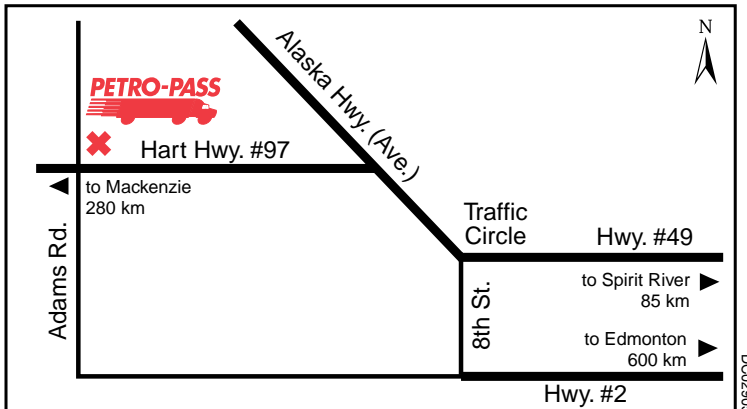 N
PETRO-PASS
Alaska Hwy. (Ave.)
Hart Hwy. #97
to Mackenzie
280 km
Adams Rd.
Traffic
Circle
Hwy. #49
to Spirit River
85 km
8th St.
to Edmonton
600 km
Hwy. #2